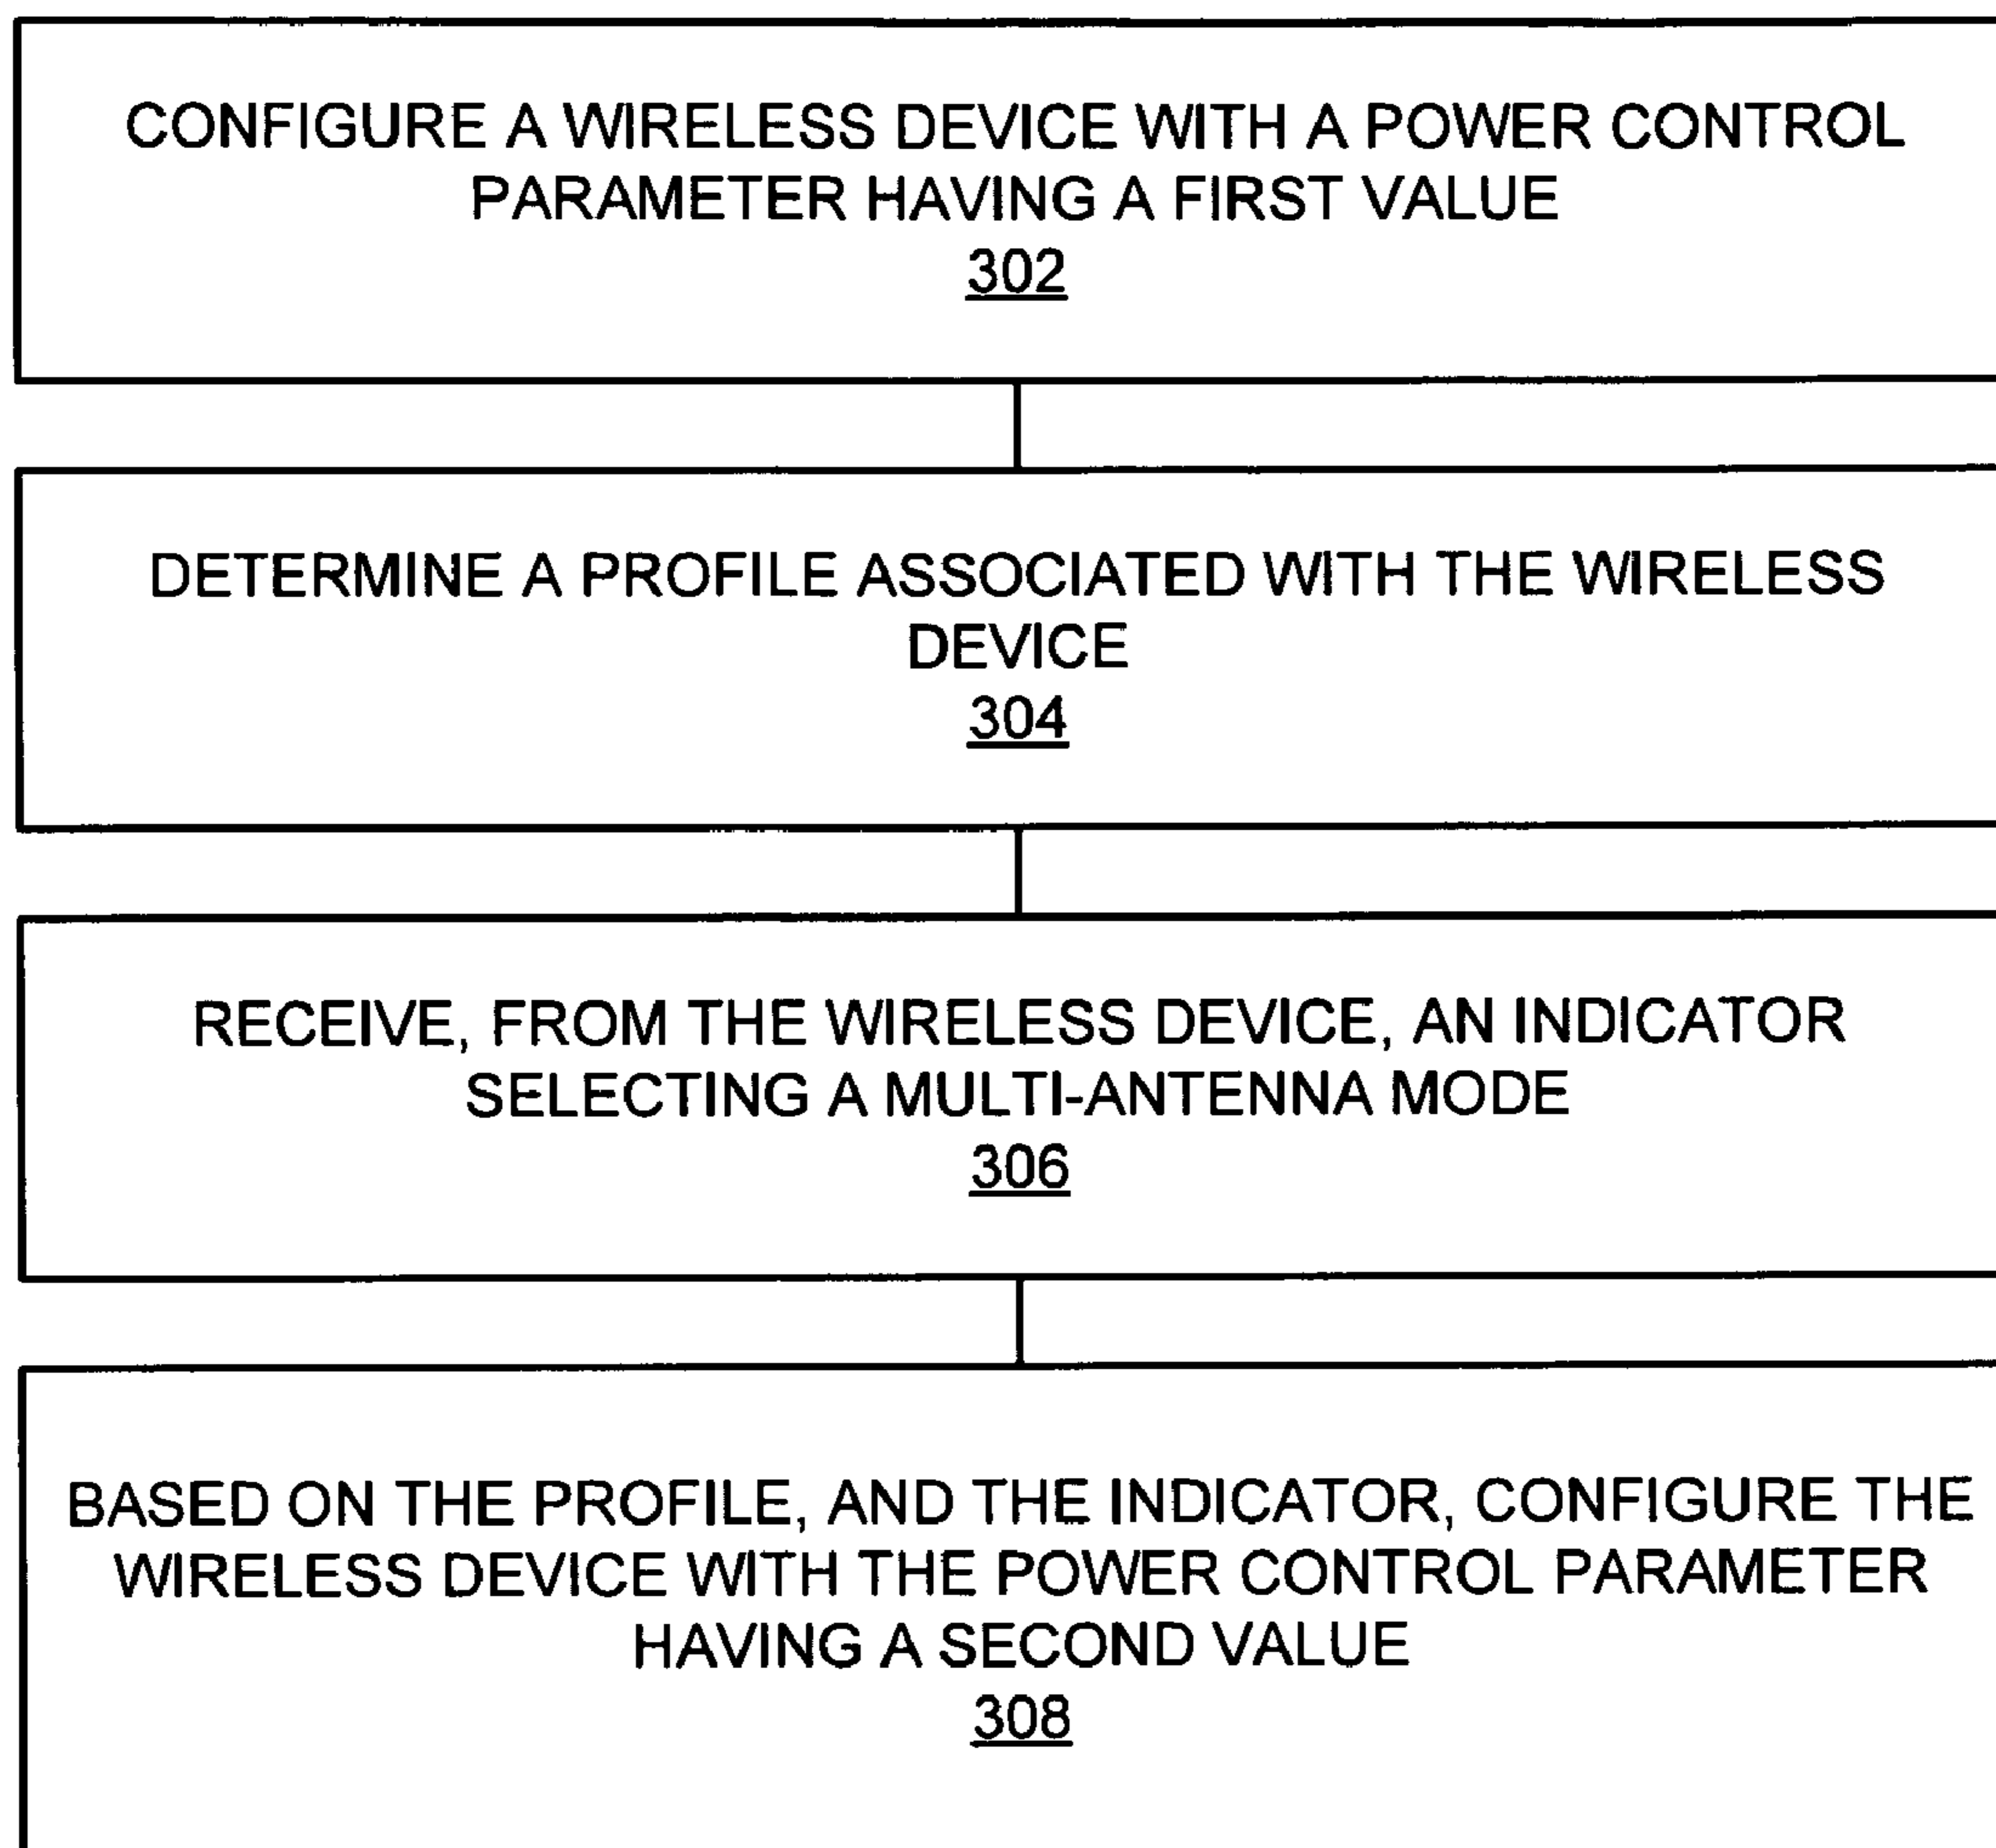 CONFIGURE A WIRELESS DEVICE WITH A POWER CONTROL
PARAMETER HAVING A FIRST VALUE
302
DETERMINE A PROFILE ASSOCIATED WITH THE WIRELESS
DEVICE
304
RECEIVE, FROM THE WIRELESS DEVICE, AN INDICATOR
SELECTING A MULTI-ANTENNA MODE
306
BASED ON THE PROFILE, AND THE INDICATOR, CONFIGURE THE
WIRELESS DEVICE WITH THE POWER CONTROL PARAMETER
HAVING A SECOND VALUE
308